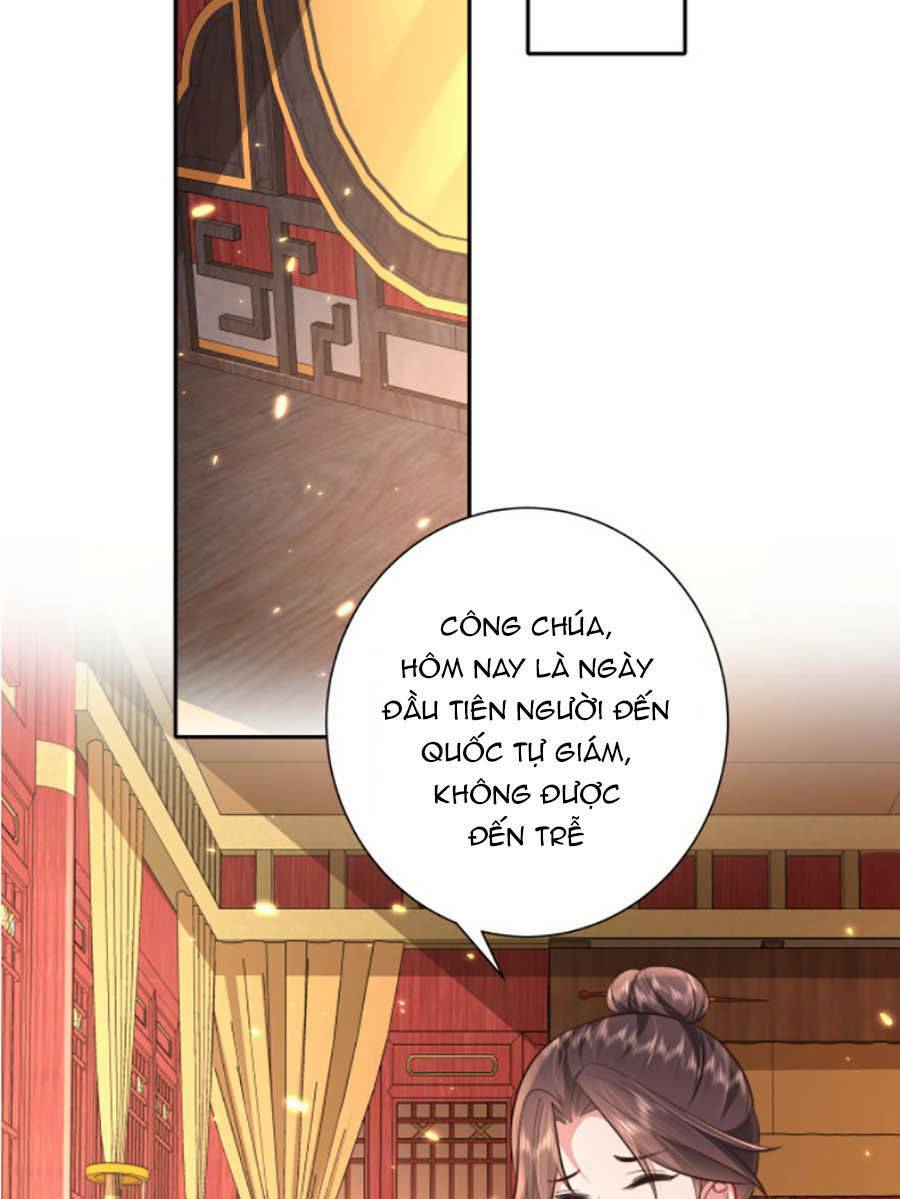 CÔNG CHÚA,
HÔM NAY LÀ NGÀY
ĐẦU TIÊN NGƯỜI ĐẾN
QUỐC TỰ GIÁM,
KHÔNG ĐƯỢC
ĐẾN TRỄ